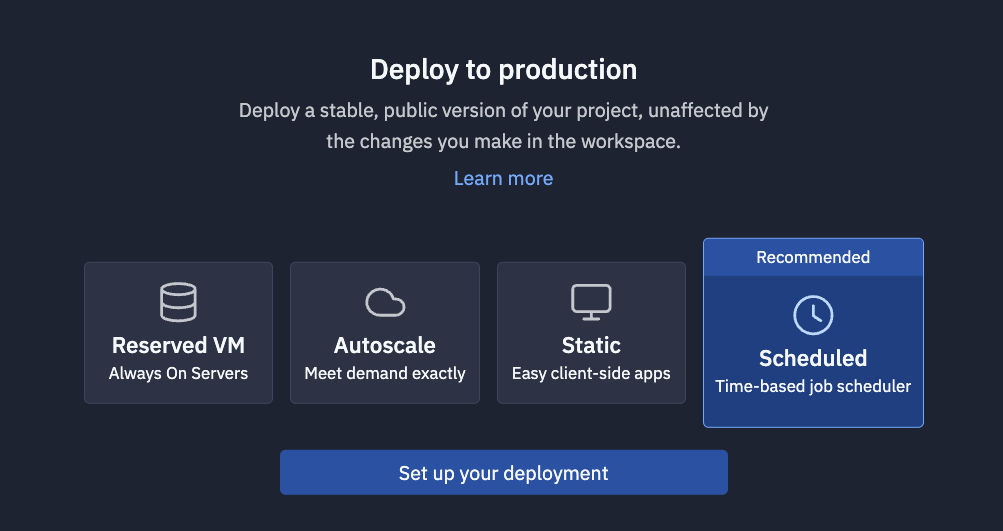 Deploy to production
Deploy a stable, public version of your project, unaffected by
the changes you make in the workspace.
Learn more
Reserved VM
Always On Servers
Autoscale
Meet demand exactly
Static
Easy client-side apps
Recommended
Scheduled
Time-based job scheduler
Set up your deployment